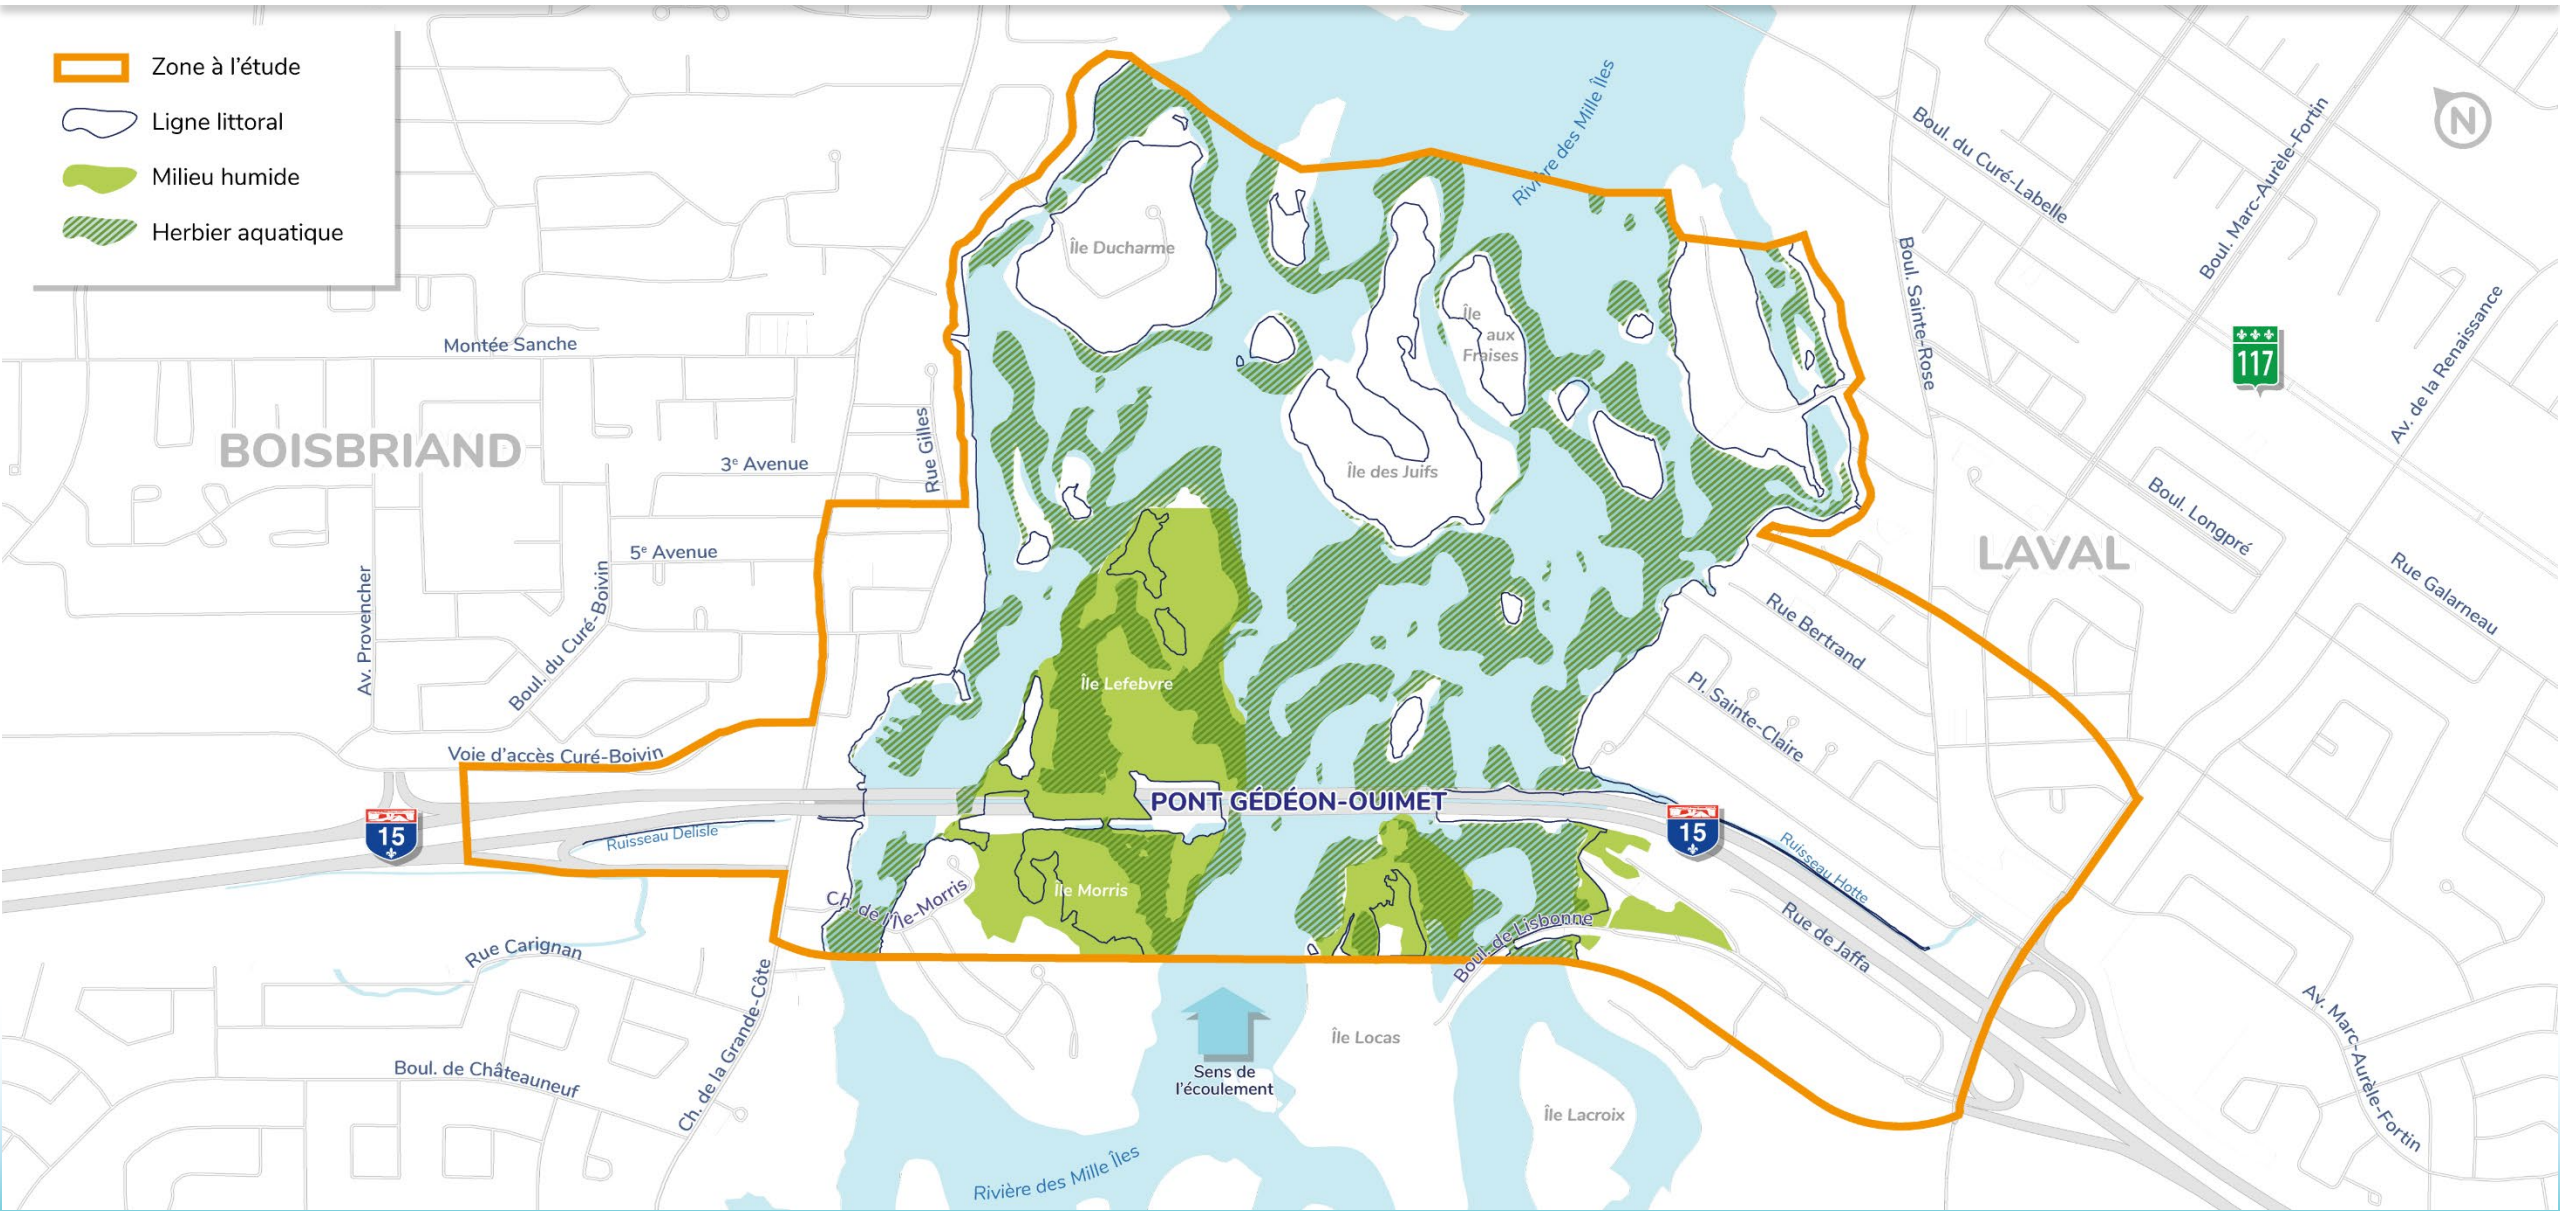 Zone à l'étude
Ligne littoral
Milieu humide
Herbier aquatique
N
Rivière des Mille Îles
Boul. du Curé-Labelle
Boul. Marc-Aurèle-Fortin
Boul. Sainte-Rose
117
Av. de la Renaissance
Île Ducharme
Île
aux
Fraises
Montée Sanche
BOISBRIAND
3e Avenue
Rue Gilles
Île des Juifs
Boul. Longpré
LAVAL
5e Avenue
Av. Provencher
Boul. du Curé-Boivin
Rue Galarneau
Rue Bertrand
Île Lefebvre
Pl. Sainte-Claire
Voie d'accès Curé-Boivin
PONT GÉDÉON-OUIMET
15
Ruisseau Delisle
15
Ruisseau Hotte
Île Morris
Ch. de l'Île-Morris
Boul. de Lisbonne
Rue de Jaffa
Rue Carignan
Ch. de la Grande-Côte
Île Locas
Av. Marc-Aurèle-Fortin
Boul. de Châteauneuf
Sens de
l'écoulement
Île Lacroix
Rivière des Mille Îles